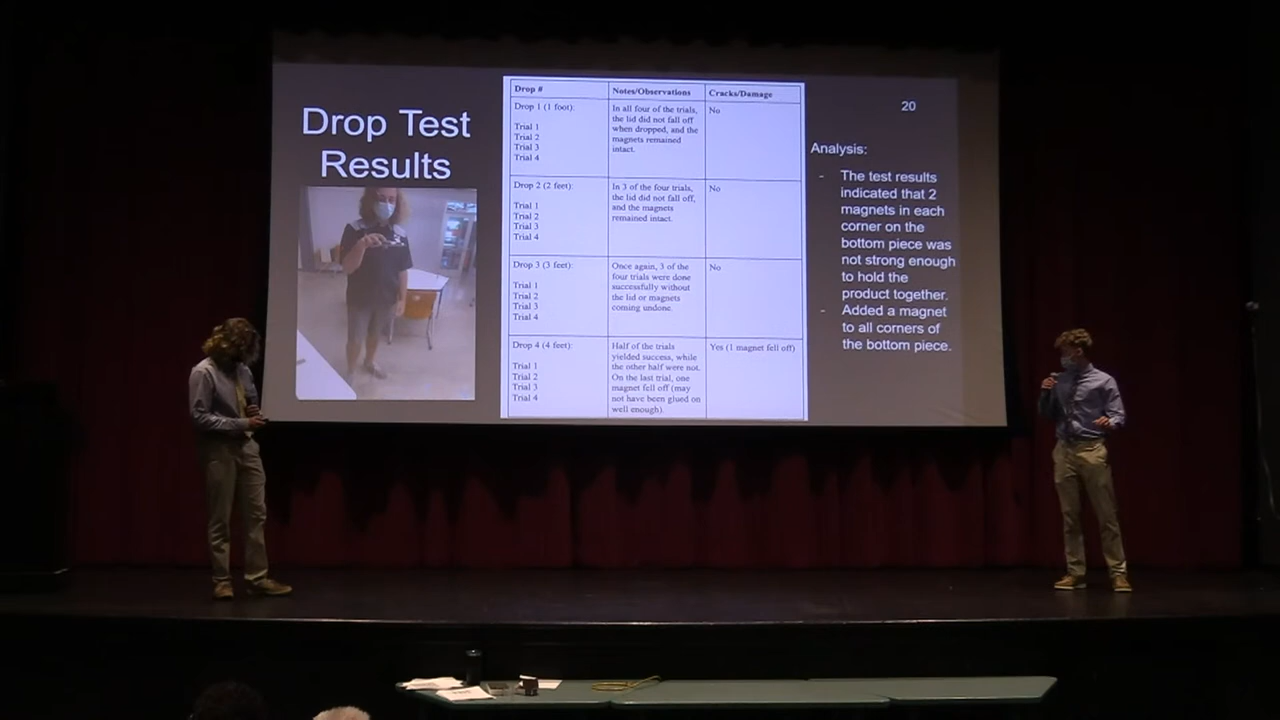 Drop Test
Results
Drop #
Notes/Observations
Cracks/Damage
Drop 1 (1 foot):
Trial 1
Trial 2
Trial 3
Trial 4
In all four of the trials,
the lid did not fall off
when dropped, and the
magnets remained
intact.
No
Drop 2 (2 feet):
Trial 1
Trial 2
Trial 3
Trial 4
In 3 of the four trials,
the lid did not fall off,
and the magnets
remained intact.
No
Drop 3 (3 feet):
Trial 1
Trial 2
Trial 3
Trial 4
Once again, 3 of the
four trials were done
successfully without
the lid or magnets
coming undone.
No
Drop 4 (4 feet):
Trial 1
Trial 2
Trial 3
Trial 4
Half of the trials
yielded success, while
the other half were not.
On the last trial, one
magnet fell off (may
not have been glued on
well enough).
Yes (1 magnet fell off)
20
Analysis:
- The test results
indicated that 2
magnets in each
corner on the
bottom piece was
not strong enough
to hold the
product together.
- Added a magnet
to all corners of
the bottom piece.